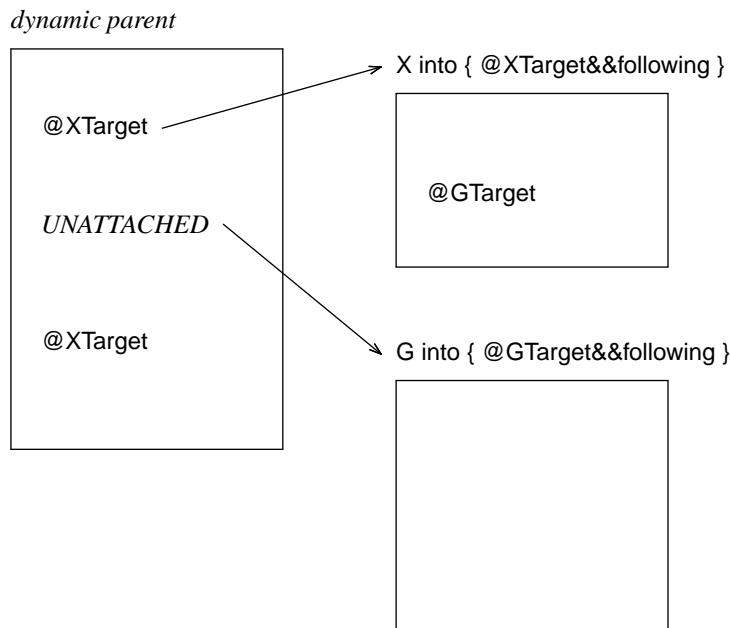 dynamic parent
X into { @XTarget&&following }
@XTarget
@GTarget
UNATTACHED
@XTarget
G into { @GTarget&&following }